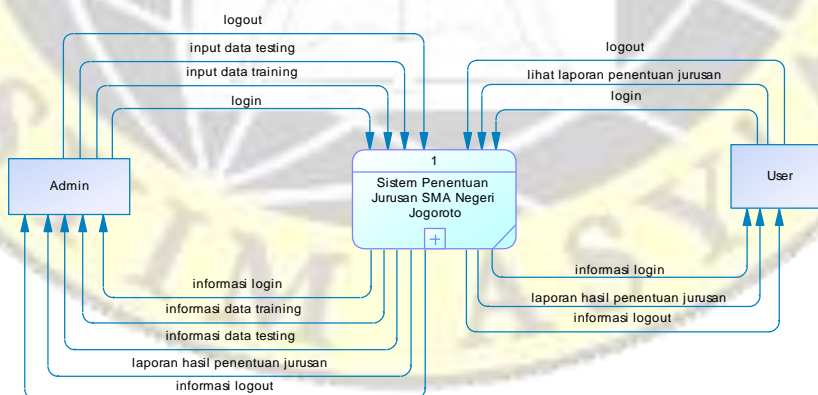 logout
input data testing
input data training
login
logout
lihat laporan penentuan jurusan
login
Admin
1
Sistem Penentuan
Jurusan SMA Negeri
Jogoroto
User
informasi login
informasi data training
informasi data testing
laporan hasil penentuan jurusan
informasi logout
informasi login
laporan hasil penentuan jurusan
informasi logout